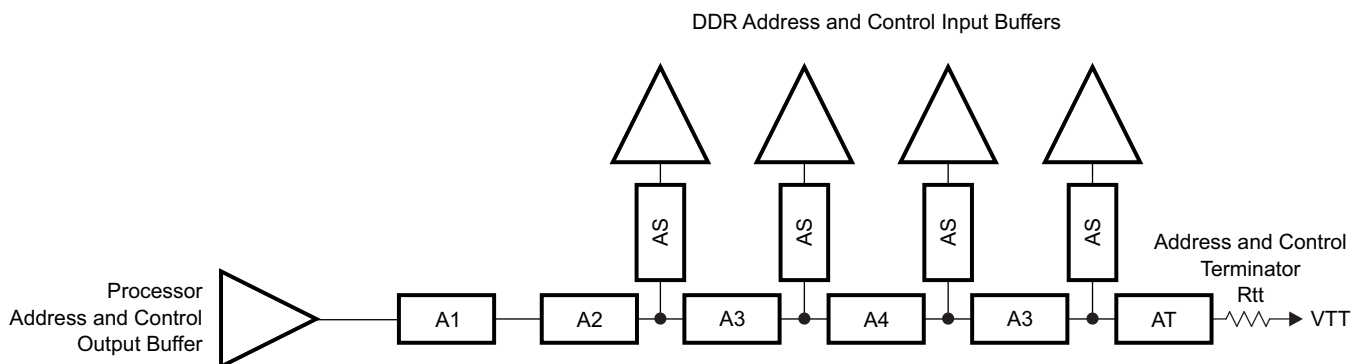 DDR Address and Control Input Buffers
AS
AS
AS
AS
Address and Control
Terminator
Rtt
Processor
Address and Control
Output Buffer
A1
A2
A3
A4
A3
AT
VTT